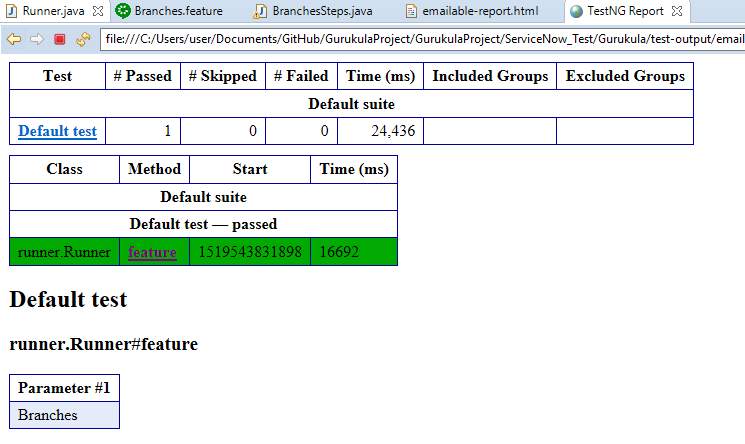 Runner.java Branches.feature BranchesSteps.java emailable-report.html TestNG Report
file:///C:/Users/user/Documents/GitHub/GurukulaProject/GurukulaProject/ServiceNow_Test/Gurukula/test-output/email
Test # Passed # Skipped # Failed Time (ms) Included Groups Excluded Groups
Default suite
Default test 1 0 0 24,436
Class Method Start Time (ms)
Default suite
Default test — passed
runner.Runner feature 1519543831898 16692
Default test
runner.Runner#feature
Parameter #1
Branches